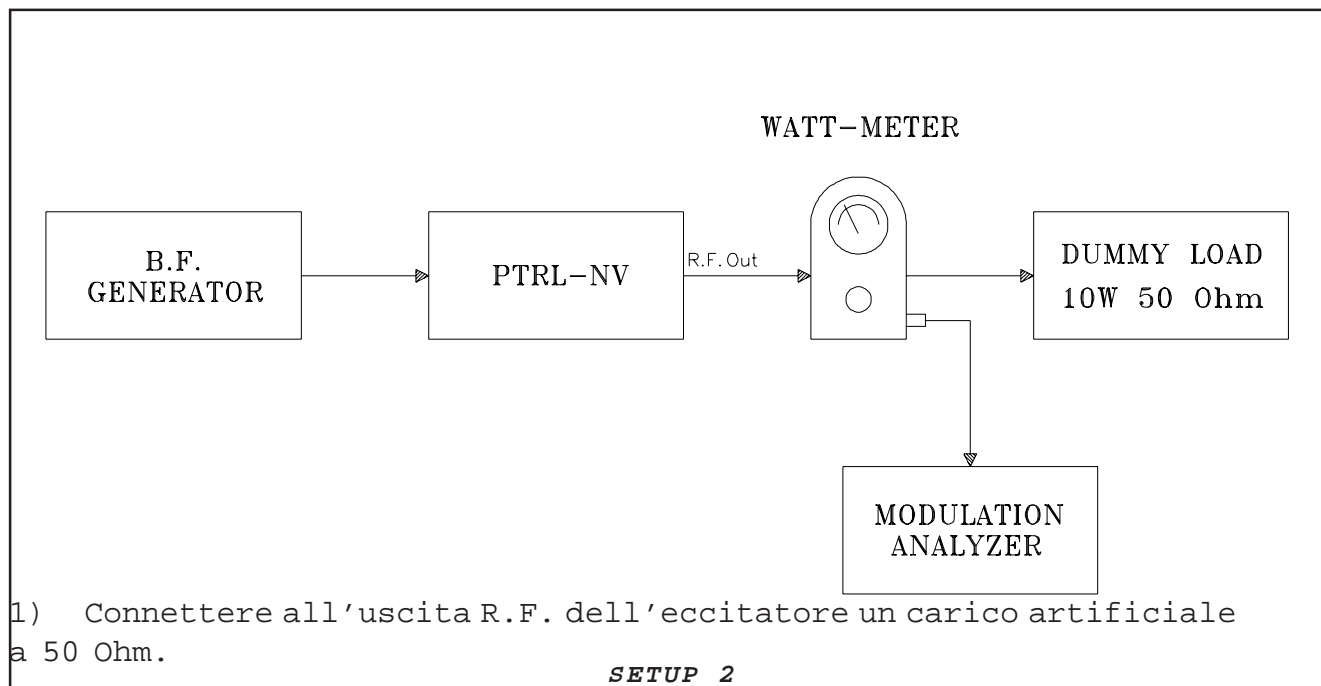 WATT-METER
B.F.
GENERATOR
PTRL-NV
R.F. Out
DUMMY LOAD
10W 50 Ohm
MODULATION
ANALYZER
1) Connettere all'uscita R.F. dell'eccitatore un carico artificiale
a 50 Ohm.
SETUP 2